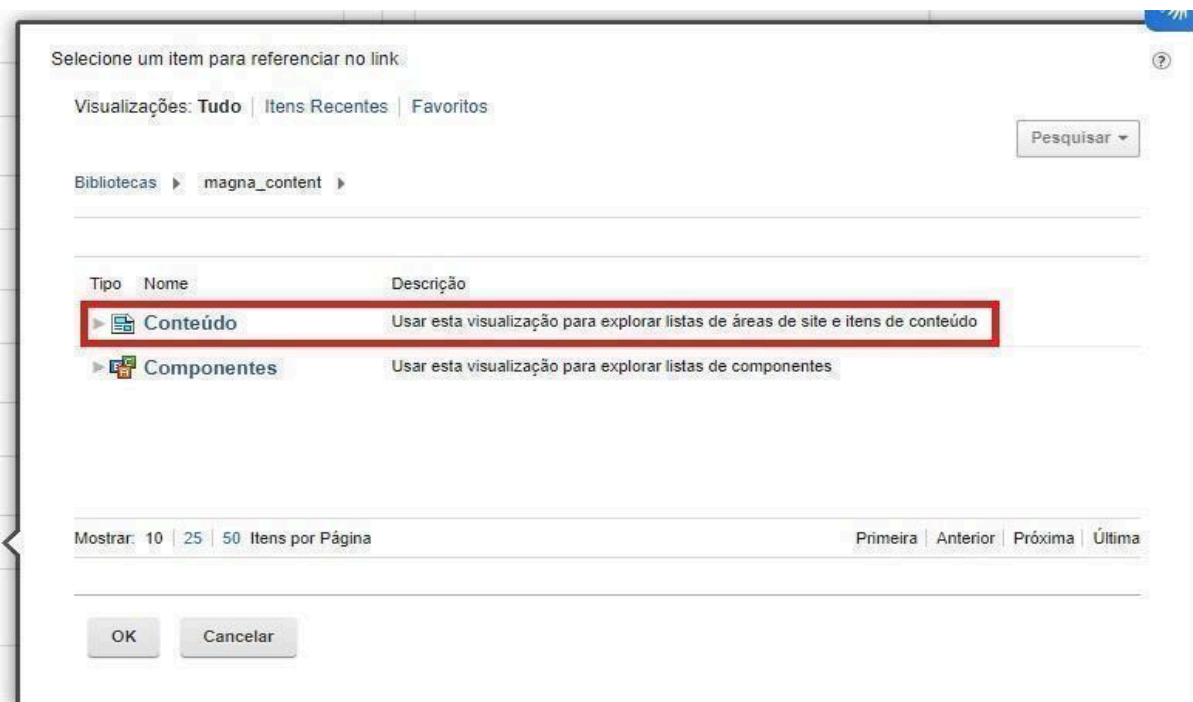 Selecione um item para referenciar no link
Visualizações: Tudo | Itens Recentes | Favoritos
Pesquisar
Bibliotecas magna_content
Tipo Nome Descrição
Conteúdo Usar esta visualização para explorar listas de áreas de site e itens de conteúdo
Componentes Usar esta visualização para explorar listas de componentes
Mostrar: 10 | 25 | 50 Itens por Página Primeira | Anterior | Próxima | Última
OK Cancelar